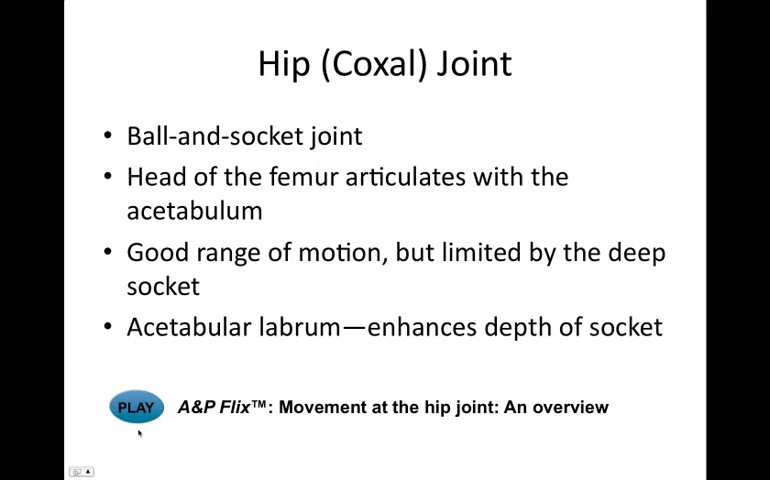 Hip (Coxal) Joint
• Ball-and-socket joint
• Head of the femur articulates with the
acetabulum
• Good range of motion, but limited by the deep
socket
• Acetabular labrum—enhances depth of socket
PLAY A&P Flix™: Movement at the hip joint: An overview